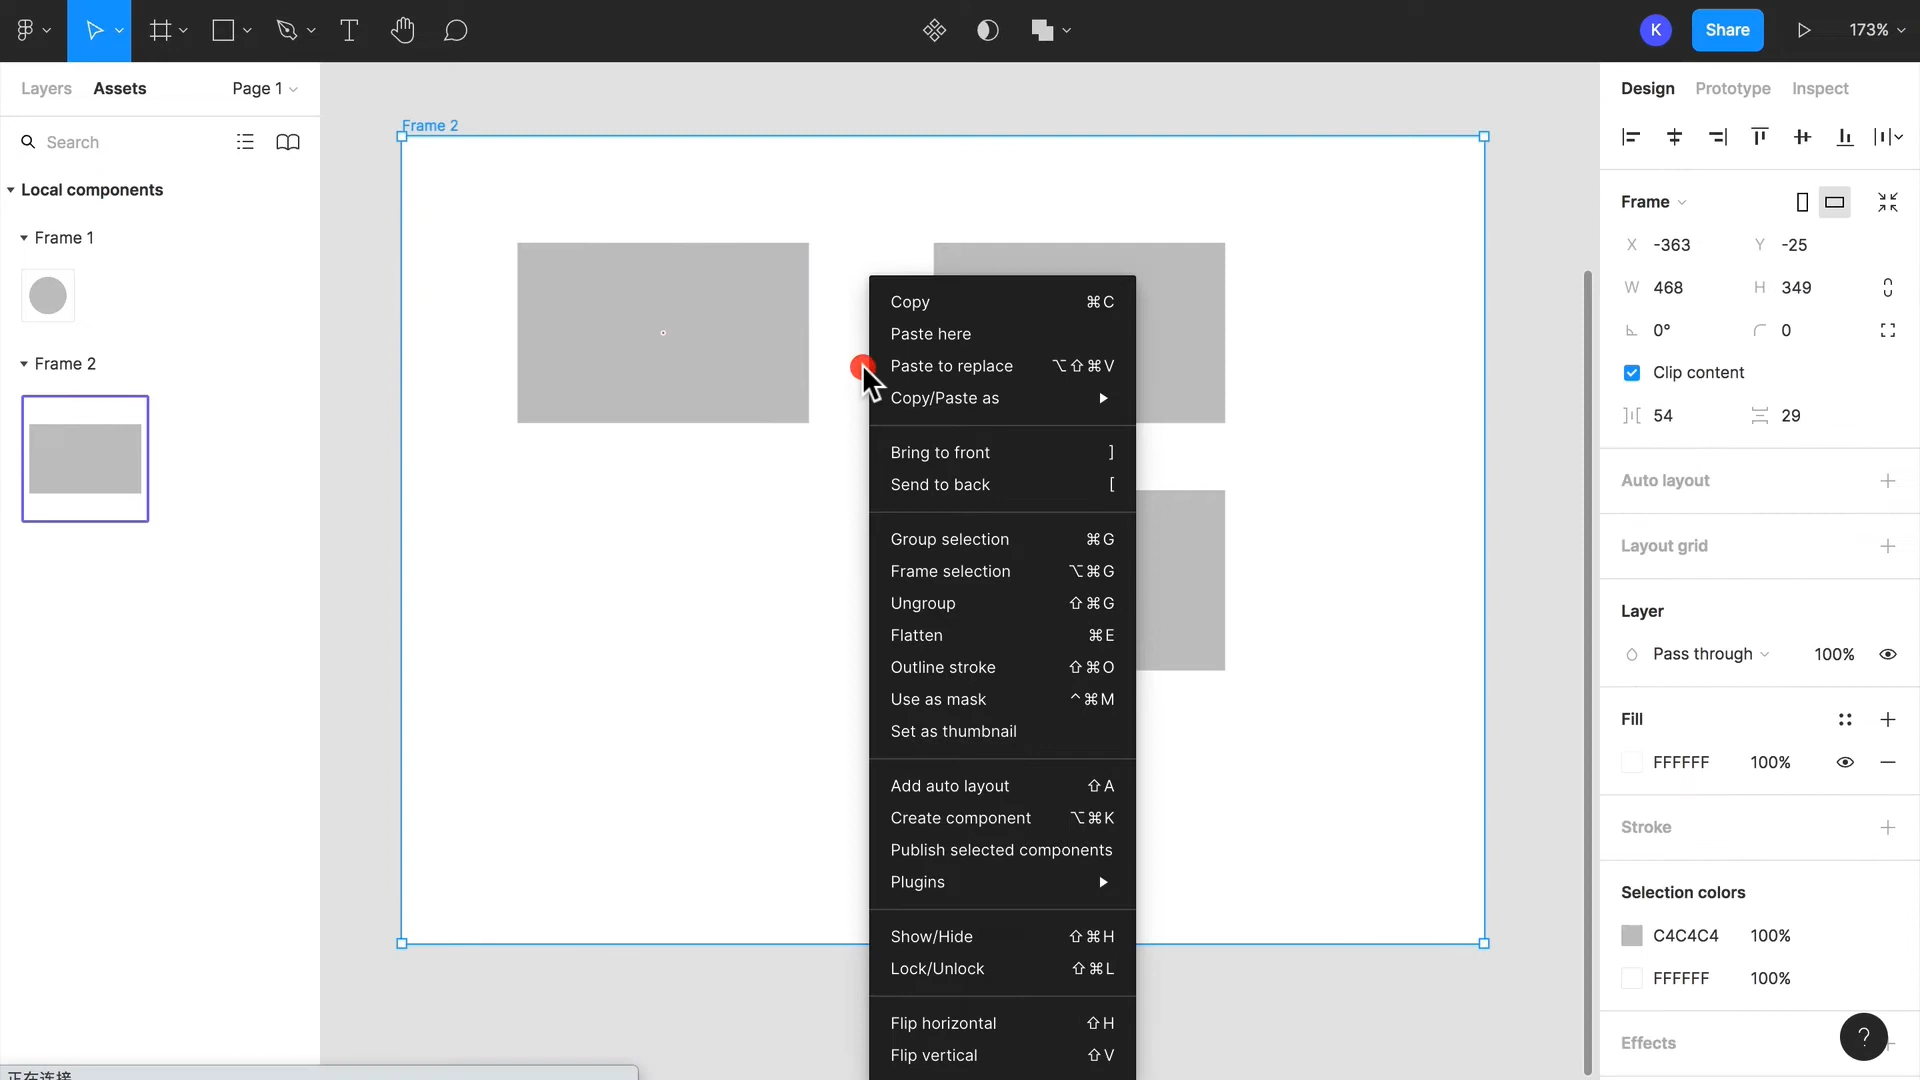 K
Share
173%
Layers
Assets
Page 1
Search
Local components
Frame 1
Frame 2
Frame 2
Copy ⌘C
Paste here
Paste to replace ⌥⇧⌘V
Copy/Paste as
Bring to front ]
Send to back [
Group selection ⌘G
Frame selection ⌥⌘G
Ungroup ⇧⌘G
Flatten ⌘E
Outline stroke ⇧⌘O
Use as mask ^⌘M
Set as thumbnail
Add auto layout ⇧A
Create component ⌥⌘K
Publish selected components
Plugins
Show/Hide ⇧⌘H
Lock/Unlock ⇧⌘L
Flip horizontal ⇧H
Flip vertical ⇧V
Design
Prototype
Inspect
Frame
X -363 Y -25
W 468 H 349
0° 0
Clip content
54 29
Auto layout
Layout grid
Layer
Pass through 100%
Fill
FFFFFF 100%
Stroke
Selection colors
C4C4C4 100%
FFFFFF 100%
Effects
?
正在连接